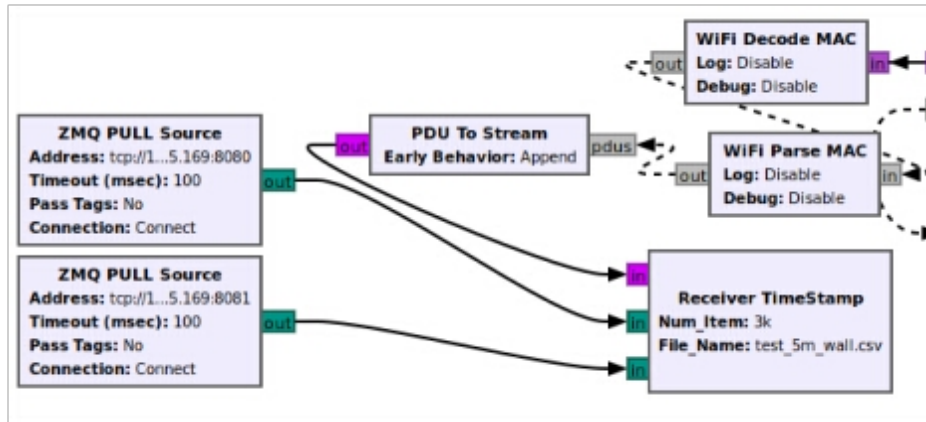 WiFi Decode MAC
Log: Disable
Debug: Disable
out
in
ZMQ PULL Source
Address: tcp://1...5.169:8080
Timeout (msec): 100
Pass Tags: No
Connection: Connect
out
out
PDU To Stream
Early Behavior: Append
pdus
out
WiFi Parse MAC
Log: Disable
Debug: Disable
in
ZMQ PULL Source
Address: tcp://1...5.169:8081
Timeout (msec): 100
Pass Tags: No
Connection: Connect
out
in
in
in
Receiver TimeStamp
Num_Item: 3k
File_Name: test_5m_wall.csv